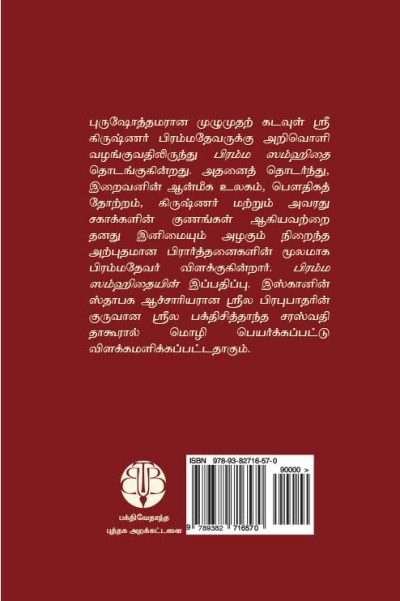 புருஷோத்தமரான முழுமுதற் கடவுள் ஸ்ரீ
கிருஷ்ணர் பிரம்மதேவருக்கு அறிவொளி
வழங்குவதிலிருந்து பிரம்ம ஸம்ஹிதை
தொடங்குகின்றது. அதனைத் தொடர்ந்து,
இறைவனின் ஆன்மீக உலகம், பௌதிகத்
தோற்றம், கிருஷ்ணர் மற்றும் அவரது
சகாக்களின் குணங்கள் ஆகியவற்றை
தனது இனிமையும் அழகும் நிறைந்த
அற்புதமான பிரார்த்தனைகளின் மூலமாக
பிரம்மதேவர் விளக்குகின்றார். பிரம்ம
ஸம்ஹிதையின் இப்பதிப்பு. இஸ்கானின்
ஸ்தாபக ஆச்சாரியரான ஸ்ரீல பிரபுபாதரின்
குருவான ஸ்ரீல பக்திசித்தாந்த சரஸ்வதி
தாகூரால் மொழி பெயர்க்கப்பட்டு
விளக்கமளிக்கப்பட்டதாகும்.
ISBN 978-93-82716-57-0
90000 >
9 789382 716570
BBT
பக்திவேதாந்த
புத்தக அறக்கட்டளை